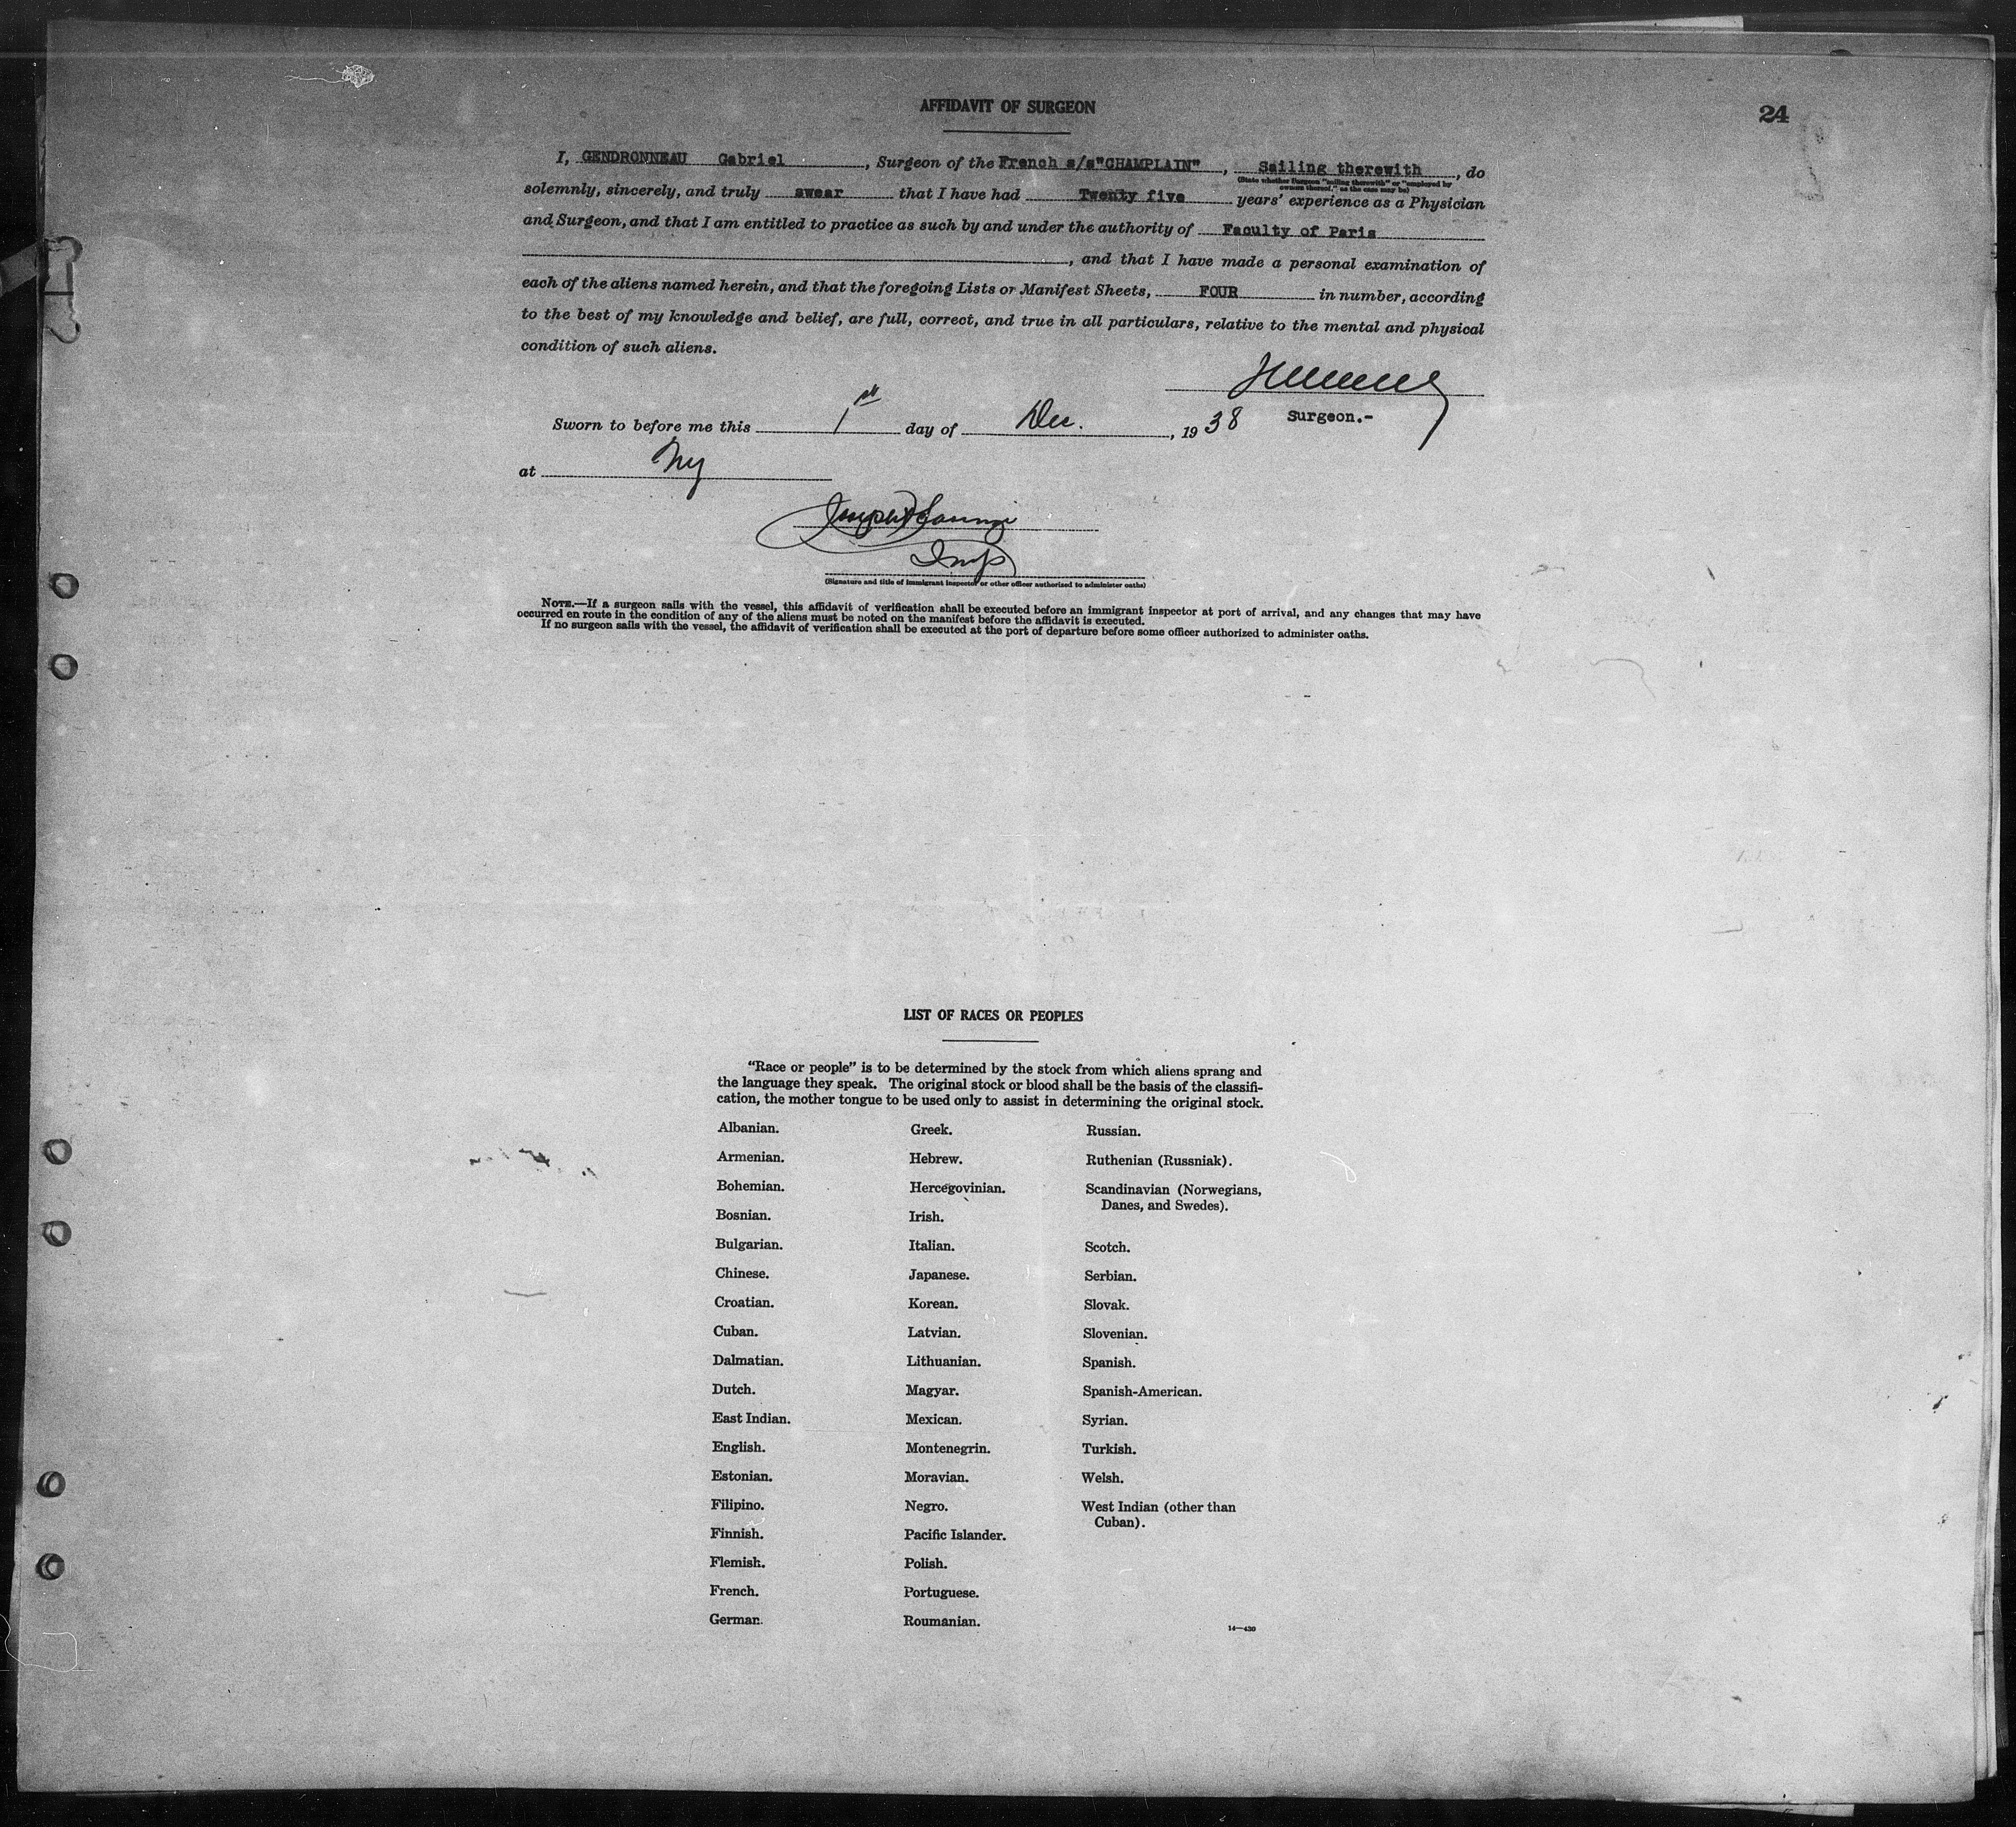 AFFIDAVIT OF SURGEON
24
I, GENDRONNEAU Gabriel, Surgeon of the French s/s"CHAMPLAIN", Sailing therewith, do
(State whether Surgeon "sailing therewith" or "employed by
owners thereof," as the case may be)
solemnly, sincerely, and truly swear that I have had Twenty five years' experience as a Physician
and Surgeon, and that I am entitled to practice as such by and under the authority of Faculty of Paris
, and that I have made a personal examination of
each of the aliens named herein, and that the foregoing Lists or Manifest Sheets, FOUR in number, according
to the best of my knowledge and belief, are full, correct, and true in all particulars, relative to the mental and physical
condition of such aliens.
Surgeon.-
Sworn to before me this 1st day of Dec., 1938
at NY
Insp
(Signature and title of immigrant inspector or other officer authorized to administer oaths)
NOTE.—If a surgeon sails with the vessel, this affidavit of verification shall be executed before an immigrant inspector at port of arrival, and any changes that may have
occurred en route in the condition of any of the aliens must be noted on the manifest before the affidavit is executed.
If no surgeon sails with the vessel, the affidavit of verification shall be executed at the port of departure before some officer authorized to administer oaths.
LIST OF RACES OR PEOPLES
"Race or people" is to be determined by the stock from which aliens sprang and
the language they speak. The original stock or blood shall be the basis of the classifi-
cation, the mother tongue to be used only to assist in determining the original stock.
Albanian.
Armenian.
Bohemian.
Bosnian.
Bulgarian.
Chinese.
Croatian.
Cuban.
Dalmatian.
Dutch.
East Indian.
English.
Estonian.
Filipino.
Finnish.
Flemish.
French.
German.
Greek.
Hebrew.
Hercegovinian.
Irish.
Italian.
Japanese.
Korean.
Latvian.
Lithuanian.
Magyar.
Mexican.
Montenegrin.
Moravian.
Negro.
Pacific Islander.
Polish.
Portuguese.
Roumanian.
Russian.
Ruthenian (Russniak).
Scandinavian (Norwegians,
Danes, and Swedes).
Scotch.
Serbian.
Slovak.
Slovenian.
Spanish.
Spanish-American.
Syrian.
Turkish.
Welsh.
West Indian (other than
Cuban).
14—430